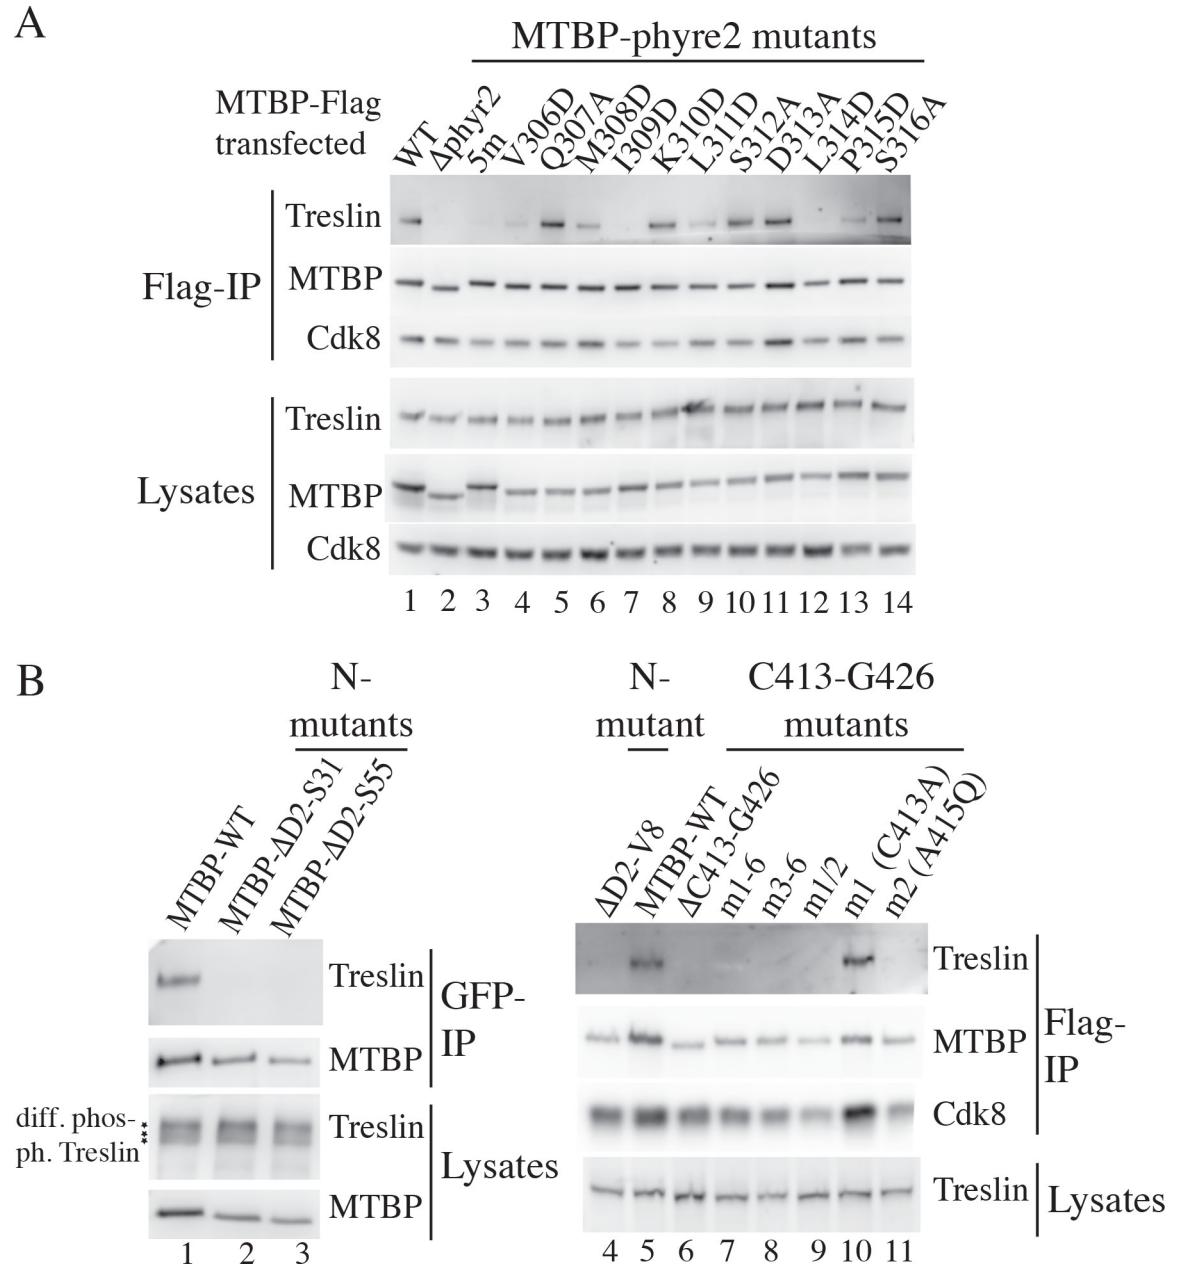 A
MTBP-phyre2 mutants
MTBP-Flag
transfected
WT
Δphyr2
5m
V306D
Q307A
M308D
I309D
K310D
L311D
S312A
D313A
L314D
P315D
S316A
Flag-IP
Treslin
MTBP
Cdk8
Lysates
Treslin
MTBP
Cdk8
1 2 3 4 5 6 7 8 9 10 11 12 13 14
B
N-
mutants
MTBP-WT
MTBP-ΔD2-S31
MTBP-ΔD2-S55
Treslin
MTBP
GFP-
IP
diff. phos-
ph. Treslin
Treslin
MTBP
Lysates
1 2 3
N-
mutant
C413-G426
mutants
ΔD2-V8
MTBP-WT
ΔC413-G426
m1-6
m3-6
m1/2
m1 (C413A)
m2 (A415Q)
Treslin
MTBP
Cdk8
Flag-
IP
Treslin
Lysates
4 5 6 7 8 9 10 11